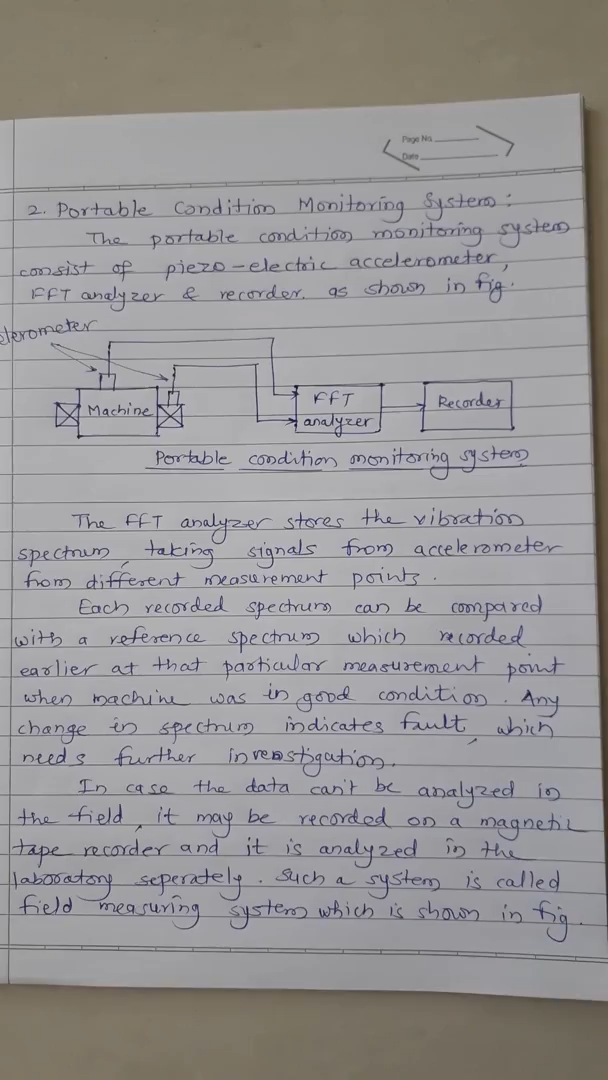 Page No.
Date
2. Portable Condition Monitoring System:
The portable condition monitoring system
consist of piezo-electric accelerometer,
FFT analyzer & recorder. as shown in fig.
elerometer
Machine
FFT
analyzer
Recorder
Portable condition monitoring system
The FFT analyzer stores the vibration
spectrum, taking signals from accelerometer
from different measurement points.
Each recorded spectrum can be compared
with a reference spectrum which recorded
earlier at that particular measurement point
when machine was in good condition. Any
change in spectrum indicates fault, which
needs further invenstigation.
In case the data can't be analyzed in
the field, it may be recorded on a magnetic
tape recorder and it is analyzed in the
laboratory seperately. Such a system is called
field measuring system which is shown in fig.